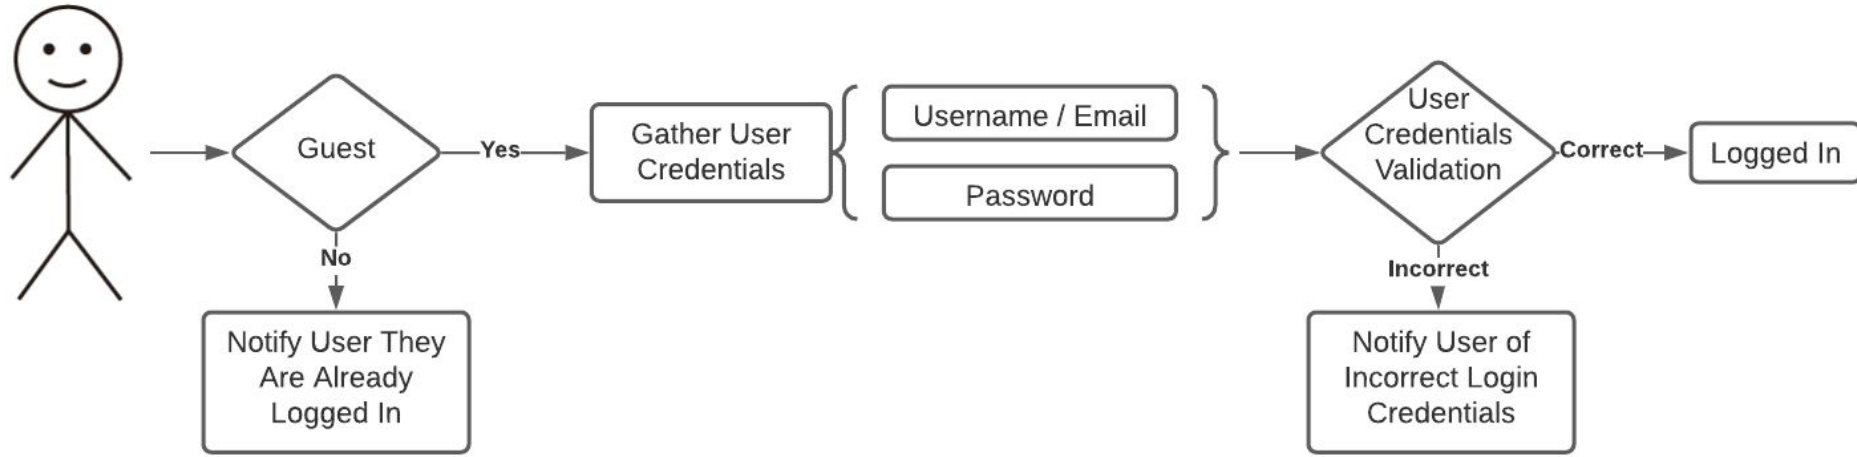 Guest
Yes
No
Notify User They
Are Already
Logged In
Gather User
Credentials
Username / Email
Password
User
Credentials
Validation
Correct
Logged In
Incorrect
Notify User of
Incorrect Login
Credentials